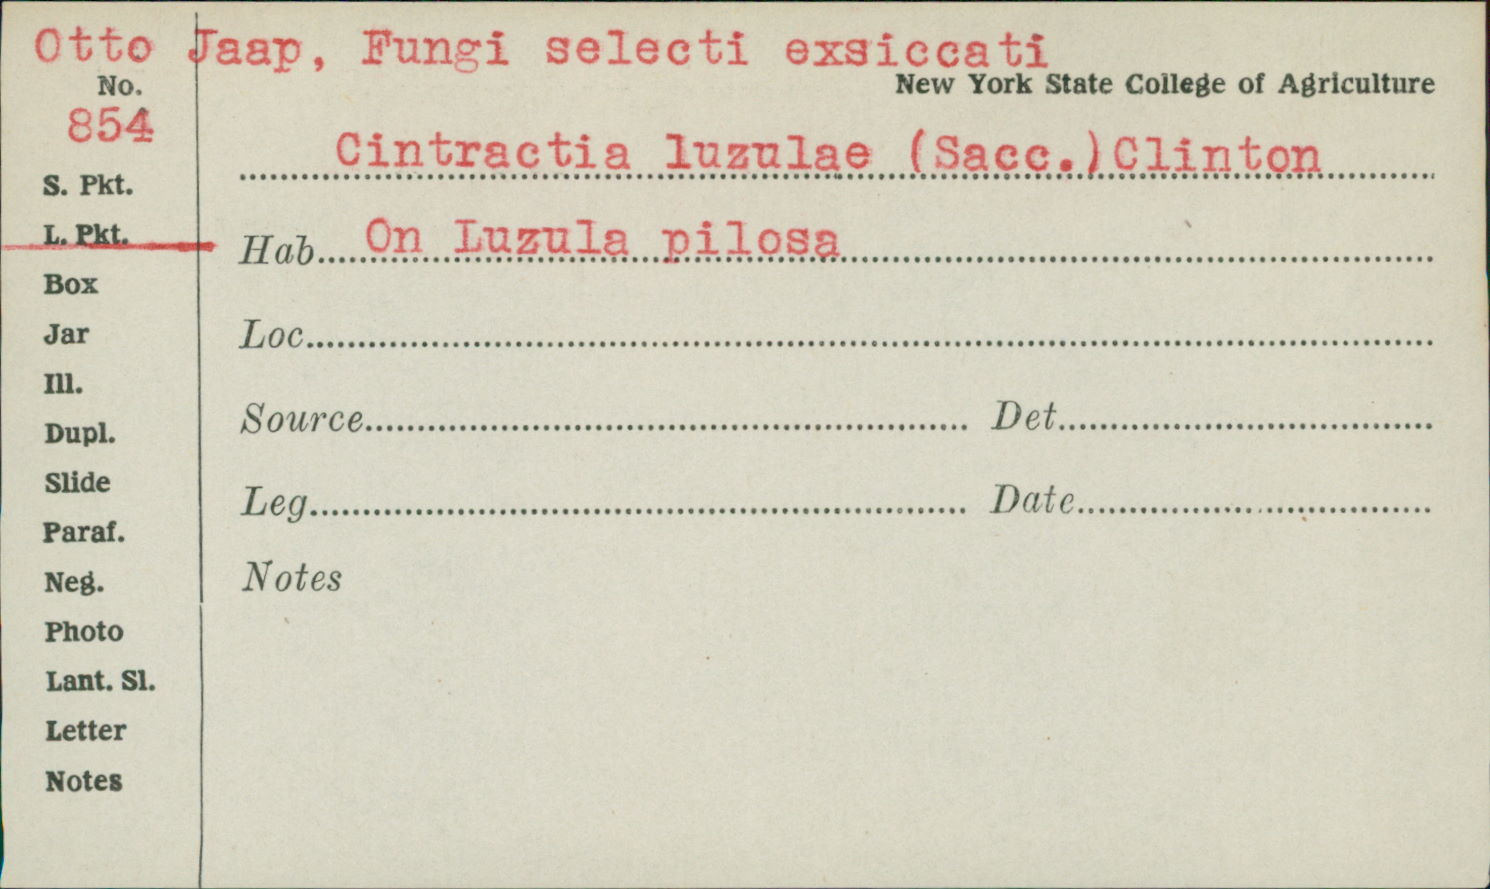 Otto Jaap, Fungi selecti exsiccati
No.
New York State College of Agriculture
854
Cintractia luzulae (Sacc.)Clinton
S. Pkt.
L. Pkt.
Hab. On Luzula pilosa
Box
Loc.
Jar
Ill.
Source Det.
Dupl.
Slide
Leg. Date
Paraf.
Neg.
Notes
Photo
Lant. Sl.
Letter
Notes